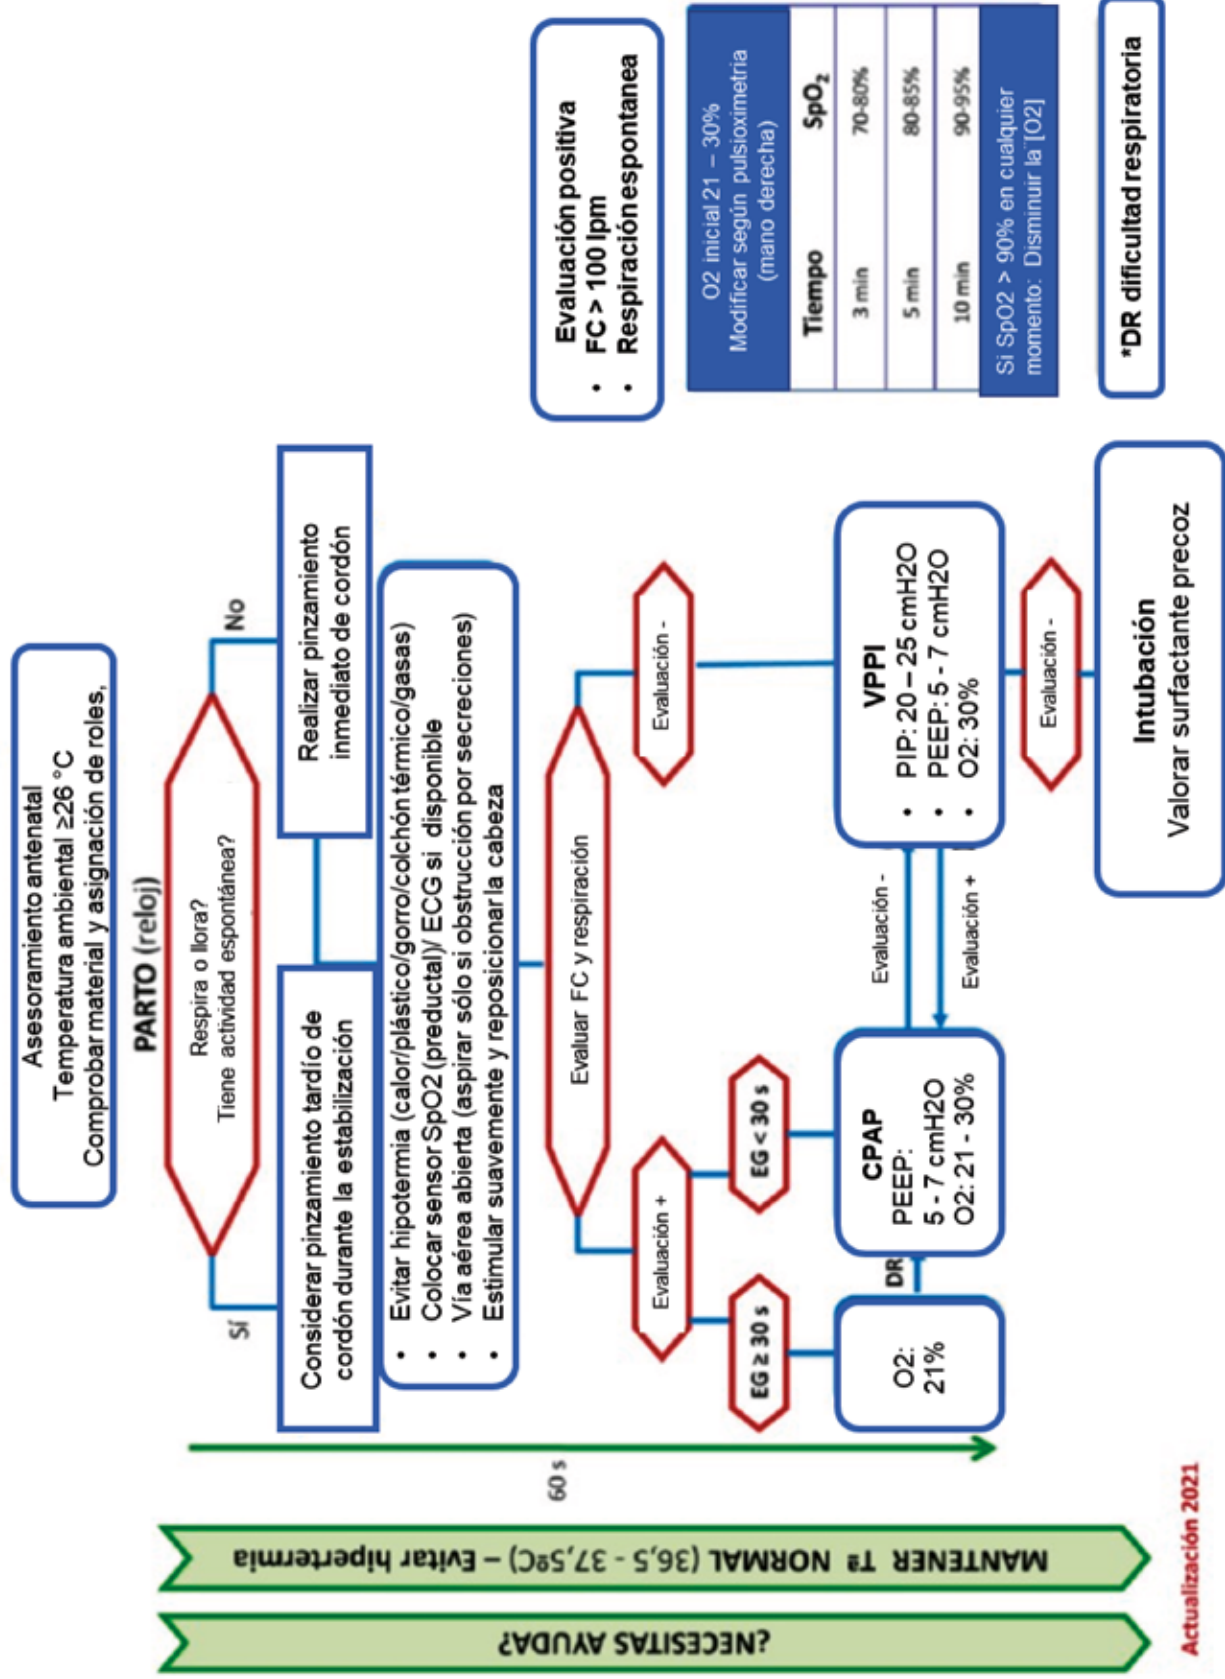 Asesoramiento antenatal
Temperatura ambiental ≥26 °C
Comprobar material y asignación de roles,
PARTO (reloj)
Respira o llora?
Tiene actividad espontánea?
Sí
No
Considerar pinzamiento tardío de
cordón durante la estabilización
Realizar pinzamiento
inmediato de cordón
• Evitar hipotermia (calor/plástico/gorro/colchón térmico/gasas)
• Colocar sensor SpO2 (preductal)/ ECG si disponible
• Vía aérea abierta (aspirar sólo si obstrucción por secreciones)
• Estimular suavemente y reposicionar la cabeza
Evaluar FC y respiración
Evaluación +
Evaluación -
EG ≥ 30 s
EG < 30 s
O2:
21%
DR
CPAP
PEEP:
5 - 7 cmH2O
O2: 21 - 30%
Evaluación -
Evaluación +
VPPI
• PIP: 20 – 25 cmH2O
• PEEP: 5 - 7 cmH2O
• O2: 30%
Evaluación -
Intubación
Valorar surfactante precoz
Evaluación positiva
• FC > 100 lpm
• Respiración espontanea
O2 inicial 21 – 30%
Modificar según pulsioximetria
(mano derecha)
Tiempo SpO₂
3 min 70-80%
5 min 80-85%
10 min 90-95%
Si SpO2 > 90% en cualquier
momento: Disminuir la [O2]
*DR dificultad respiratoria
60 s
MANTENER Tª NORMAL (36,5 - 37,5ºC) – Evitar hipertermia
¿NECESITAS AYUDA?
Actualización 2021